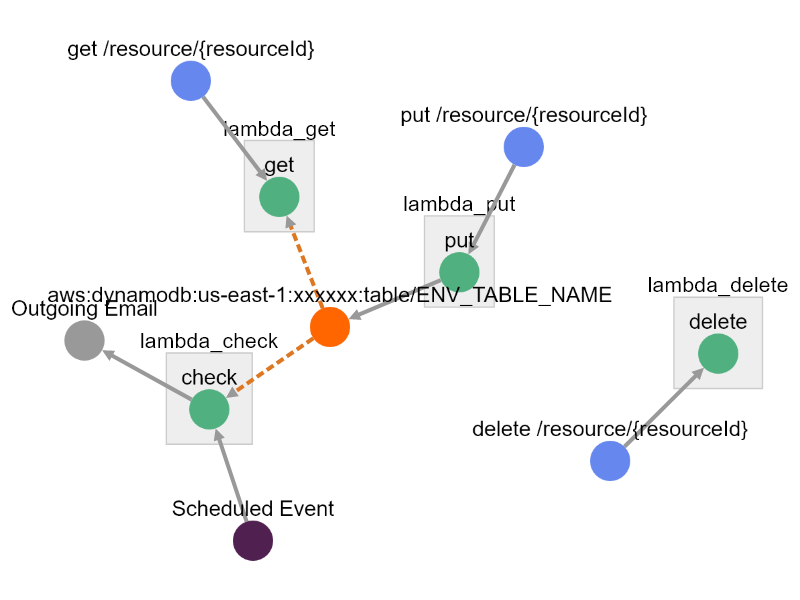 get /resource/{resourceId}
put /resource/{resourceId}
lambda_get
get
lambda_put
put
aws:dynamodb:us-east-1:xxxxxx:table/ENV_TABLE_NAME
lambda_delete
Outgoing Email
delete
lambda_check
check
delete /resource/{resourceId}
Scheduled Event